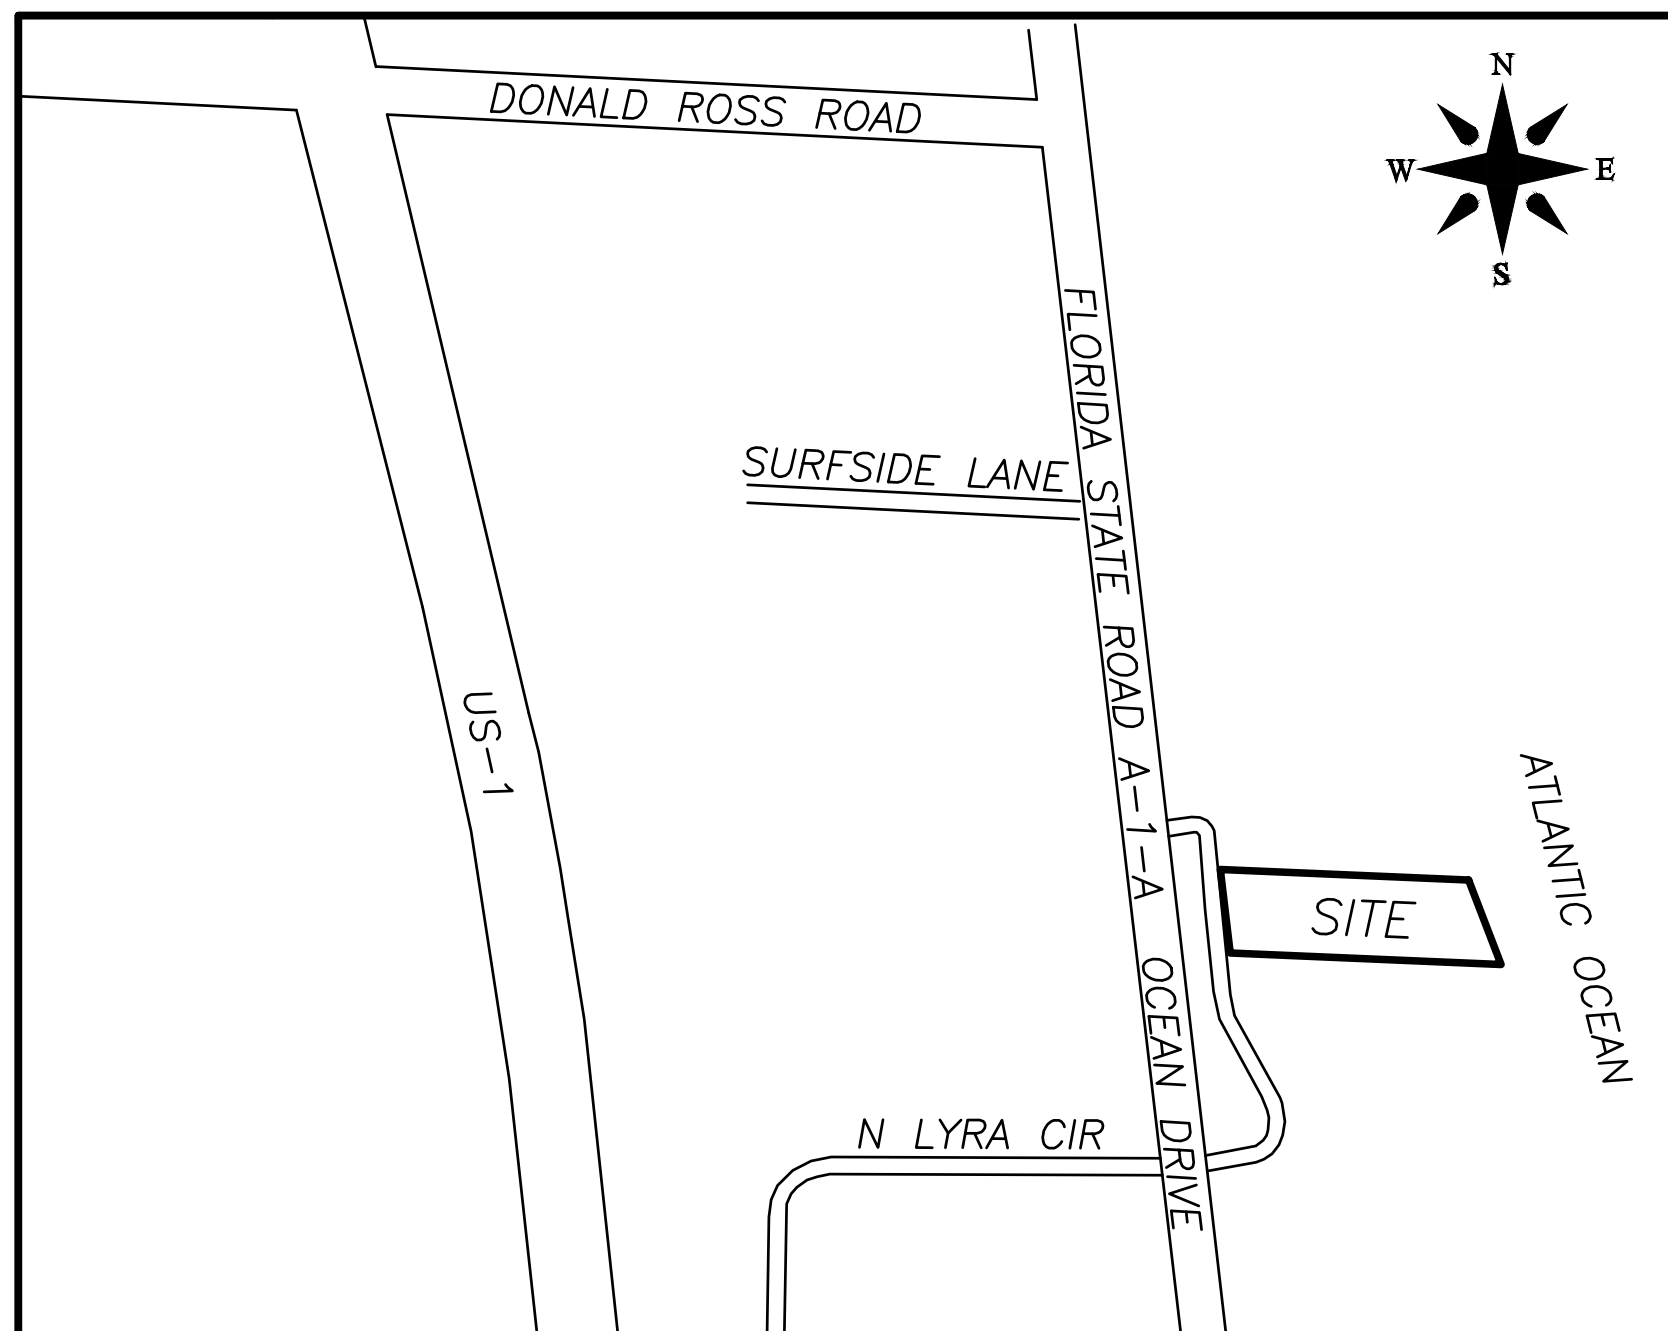 N
W E
S
DONALD ROSS ROAD
FLORIDA STATE ROAD A-1-A OCEAN DRIVE
SURFSIDE LANE
US-1
ATLANTIC OCEAN
SITE
N LYRA CIR